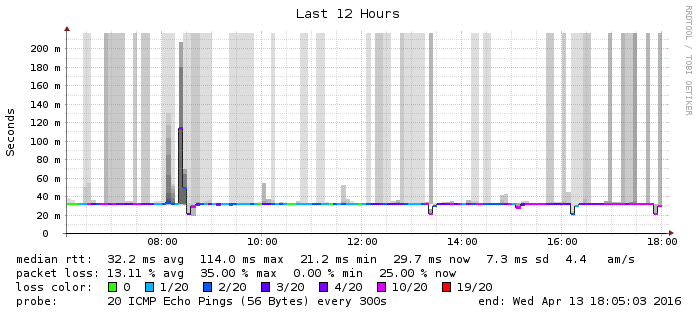 Last 12 Hours
RRDTOOL / TOBI OETIKER
Seconds
200 m
180 m
160 m
140 m
120 m
100 m
80 m
60 m
40 m
20 m
0
08:00 10:00 12:00 14:00 16:00 18:00
median rtt: 32.2 ms avg 114.0 ms max 21.2 ms min 29.7 ms now 7.3 ms sd 4.4 am/s
packet loss: 13.11 % avg 35.00 % max 0.00 % min 25.00 % now
loss color: 0 1/20 2/20 3/20 4/20 10/20 19/20
probe: 20 ICMP Echo Pings (56 Bytes) every 300s end: Wed Apr 13 18:05:03 2016